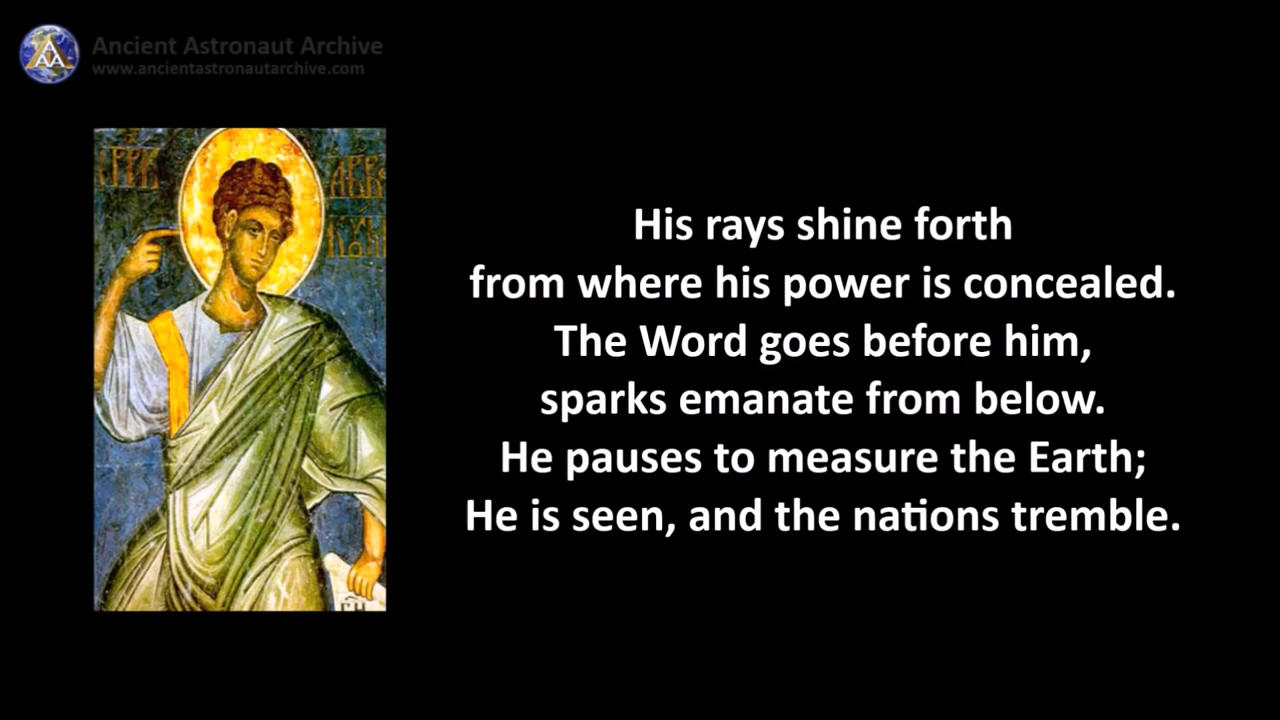 Ancient Astronaut Archive
www.ancientastronautarchive.com
His rays shine forth
from where his power is concealed.
The Word goes before him,
sparks emanate from below.
He pauses to measure the Earth;
He is seen, and the nations tremble.